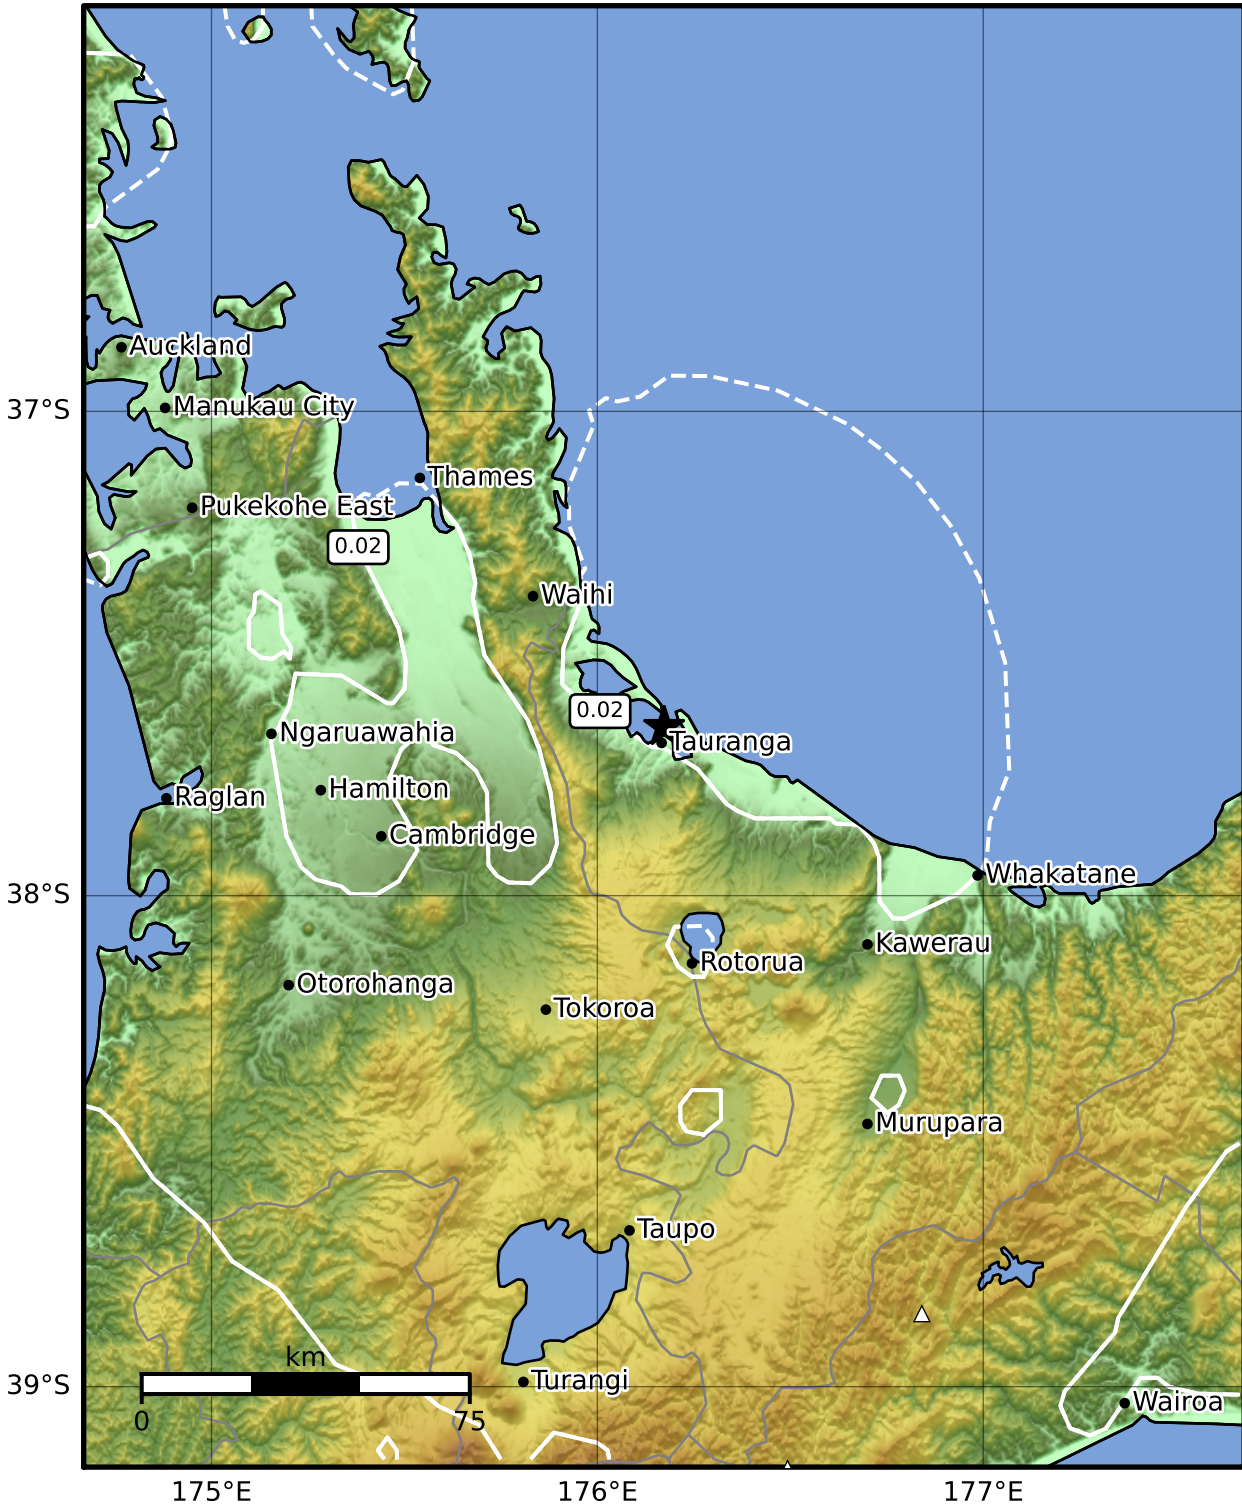 Auckland
37°S
Manukau City
Thames
Pukekohe East
0.02
Waihi
0.02
Ngaruawahia
Tauranga
Hamilton
Raglan
Cambridge
Whakatane
38°S
Kawerau
Rotorua
Otorohanga
Tokoroa
Murupara
Taupo
km
39°S
Turangi
Wairoa
0
75
175°E
176°E
177°E